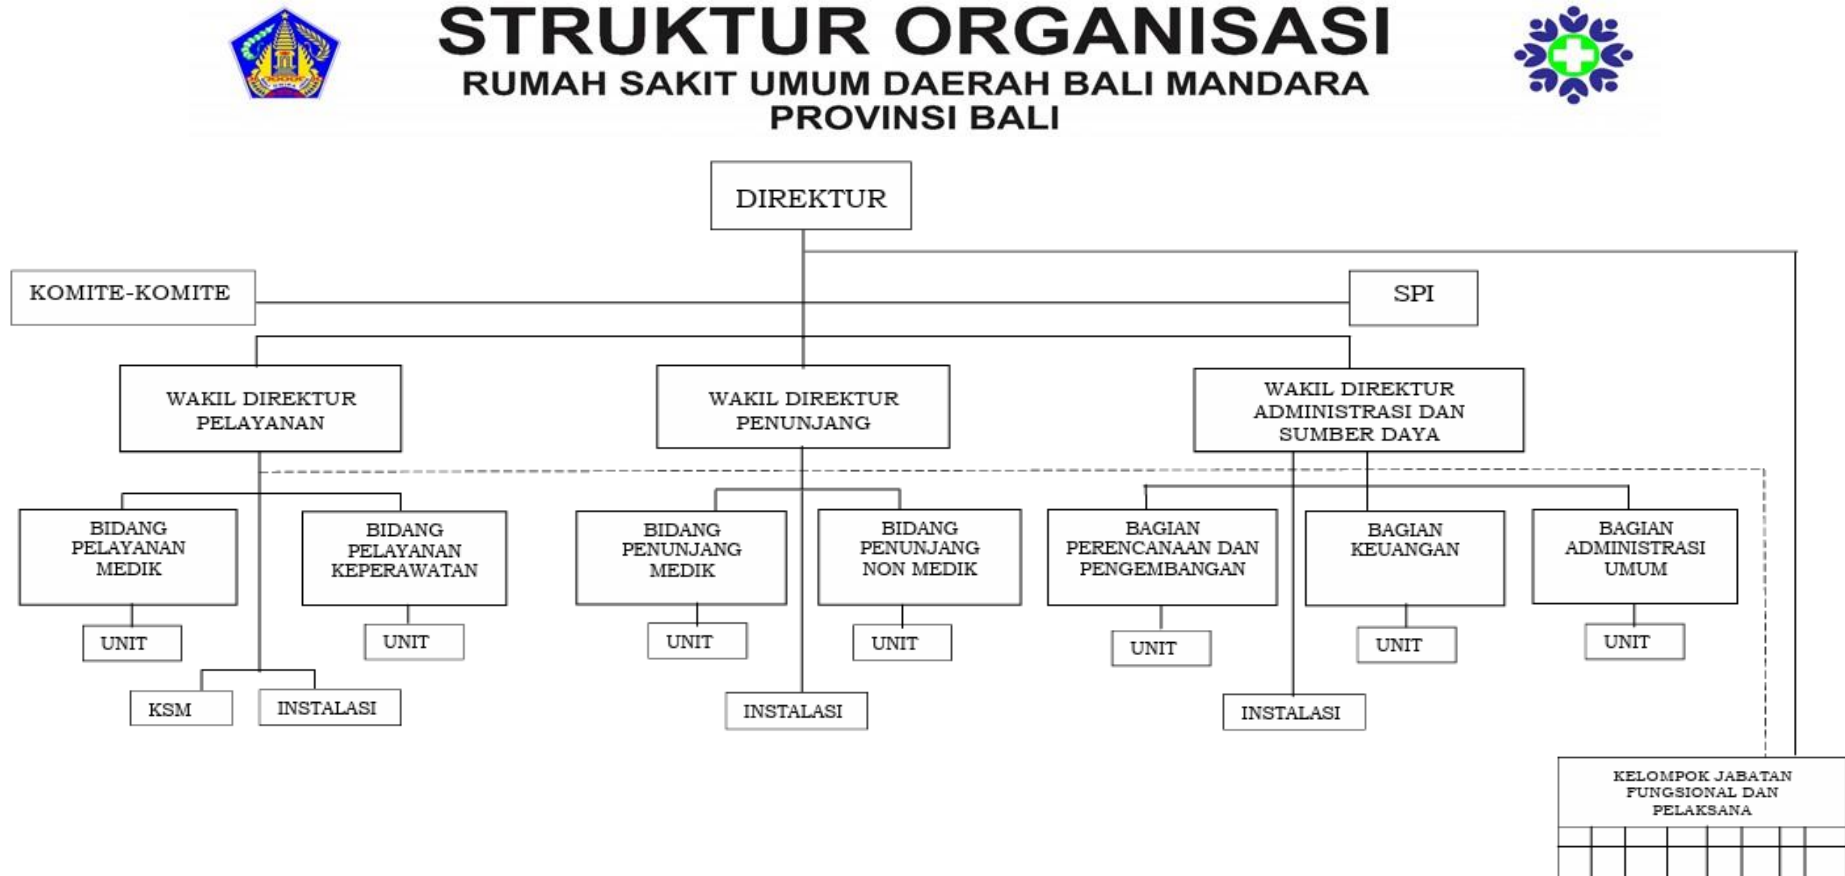 STRUKTUR ORGANISASI
RUMAH SAKIT UMUM DAERAH BALI MANDARA
PROVINSI BALI
DIREKTUR
KOMITE-KOMITE
SPI
WAKIL DIREKTUR
PELAYANAN
WAKIL DIREKTUR
PENUNJANG
WAKIL DIREKTUR
ADMINISTRASI DAN
SUMBER DAYA
BIDANG
PELAYANAN
MEDIK
BIDANG
PELAYANAN
KEPERAWATAN
BIDANG
PENUNJANG
MEDIK
BIDANG
PENUNJANG
NON MEDIK
BAGIAN
PERENCANAAN DAN
PENGEMBANGAN
BAGIAN
KEUANGAN
BAGIAN
ADMINISTRASI
UMUM
UNIT
UNIT
UNIT
UNIT
UNIT
UNIT
UNIT
KSM
INSTALASI
INSTALASI
INSTALASI
KELOMPOK JABATAN
FUNGSIONAL DAN
PELAKSANA